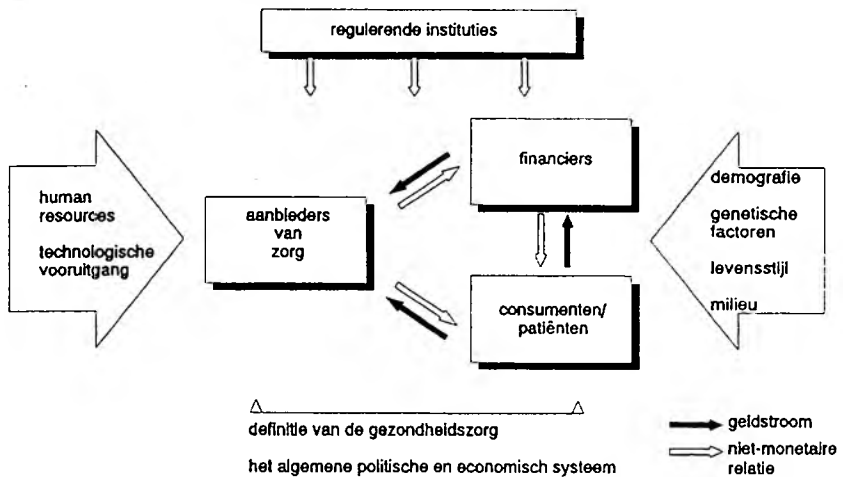 regulerende instituties
financiers
human
resources
technologische
vooruitgang
aanbieders
van
zorg
demografie
genetische
factoren
levensstijl
milieu
consumenten/
patiênten
definitie van de gezondheidszorg
het algemene politische en economisch systeem
geldstroom
niet-monetaire
relatie